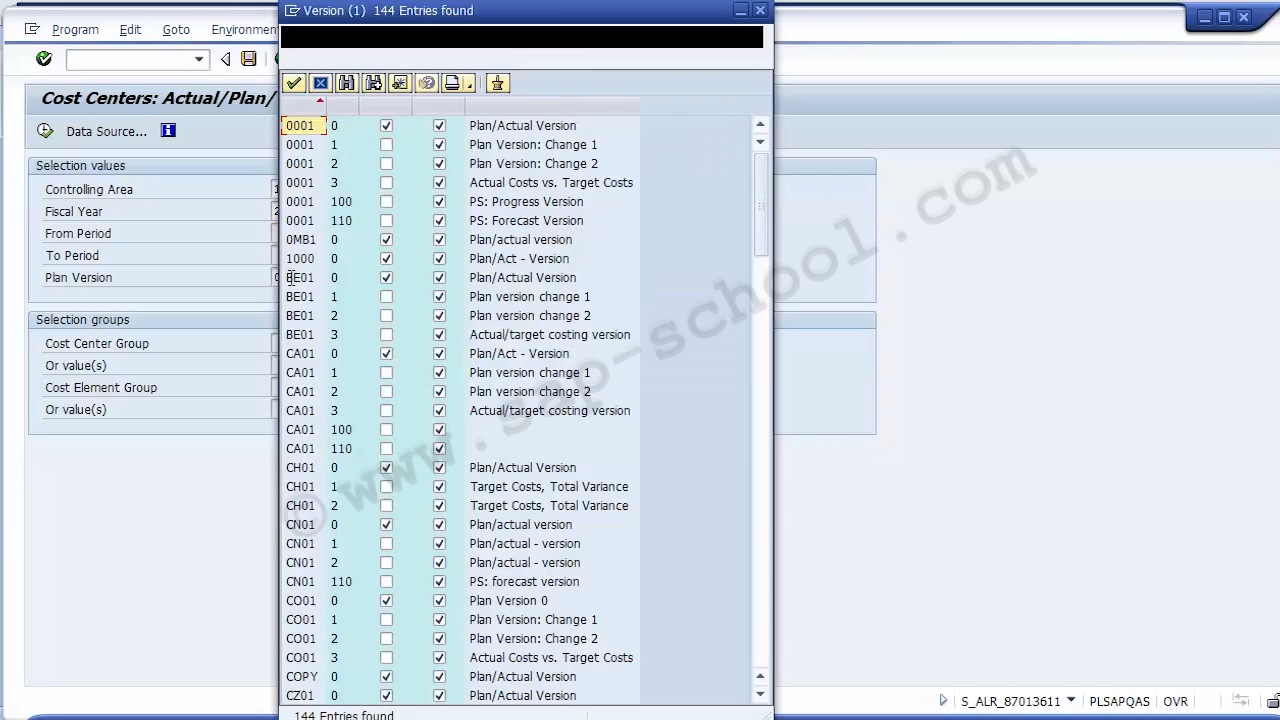 Version (1) 144 Entries found
Program Edit Goto Environmen
Cost Centers: Actual/Plan/
Data Source...
Selection values
Controlling Area
Fiscal Year
From Period
To Period
Plan Version
Selection groups
Cost Center Group
Or value(s)
Cost Element Group
Or value(s)
0001 0 Plan/Actual Version
0001 1 Plan Version: Change 1
0001 2 Plan Version: Change 2
0001 3 Actual Costs vs. Target Costs
0001 100 PS: Progress Version
0001 110 PS: Forecast Version
0MB1 0 Plan/actual version
1000 0 Plan/Act - Version
BE01 0 Plan/Actual Version
BE01 1 Plan version change 1
BE01 2 Plan version change 2
BE01 3 Actual/target costing version
CA01 0 Plan/Act - Version
CA01 1 Plan version change 1
CA01 2 Plan version change 2
CA01 3 Actual/target costing version
CA01 100
CA01 110
CH01 0 Plan/Actual Version
CH01 1 Target Costs, Total Variance
CH01 2 Target Costs, Total Variance
CN01 0 Plan/actual version
CN01 1 Plan/actual - version
CN01 2 Plan/actual - version
CN01 110 PS: forecast version
CO01 0 Plan Version 0
CO01 1 Plan Version: Change 1
CO01 2 Plan Version: Change 2
CO01 3 Actual Costs vs. Target Costs
COPY 0 Plan/Actual Version
CZ01 0 Plan/Actual Version
144 Entries found
S_ALR_87013611 PLSAPQAS OVR
© www.sap-school.com